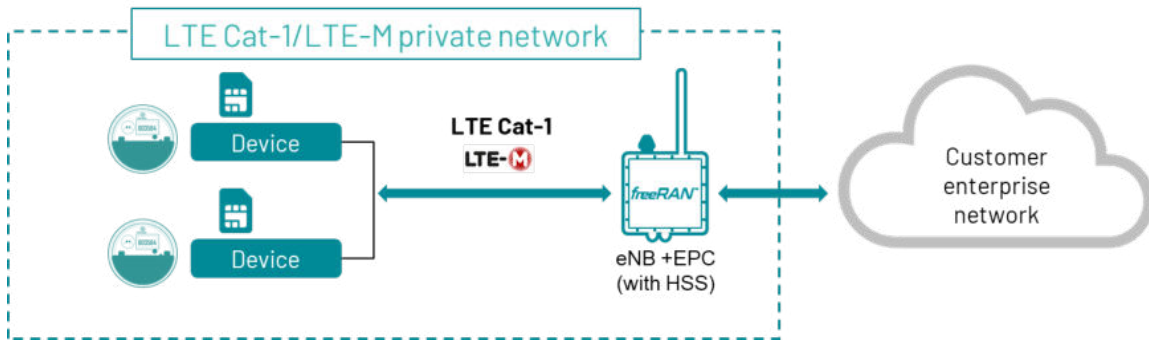 LTE Cat-1/LTE-M private network
Device
LTE Cat-1
LTE-M
freeRAN™
Customer
enterprise
network
Device
eNB +EPC
(with HSS)